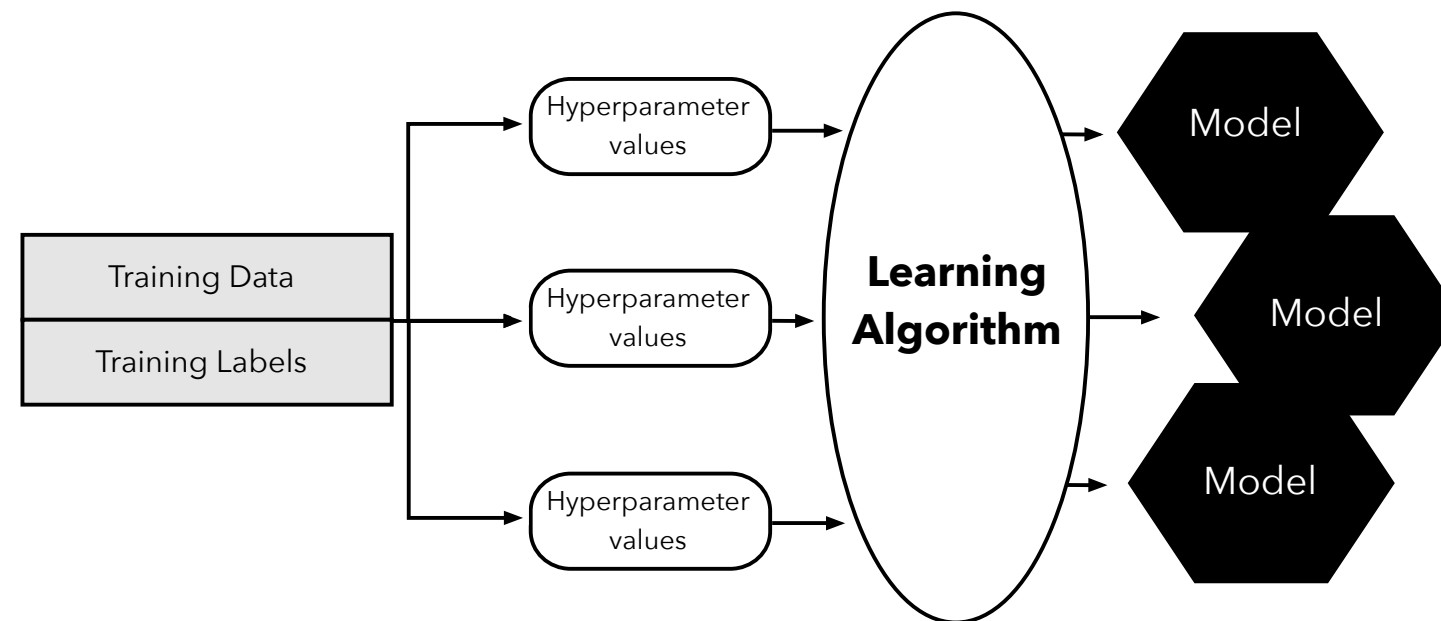 Training Data
Training Labels
Hyperparameter
values
Hyperparameter
values
Hyperparameter
values
Learning
Algorithm
Model
Model
Model